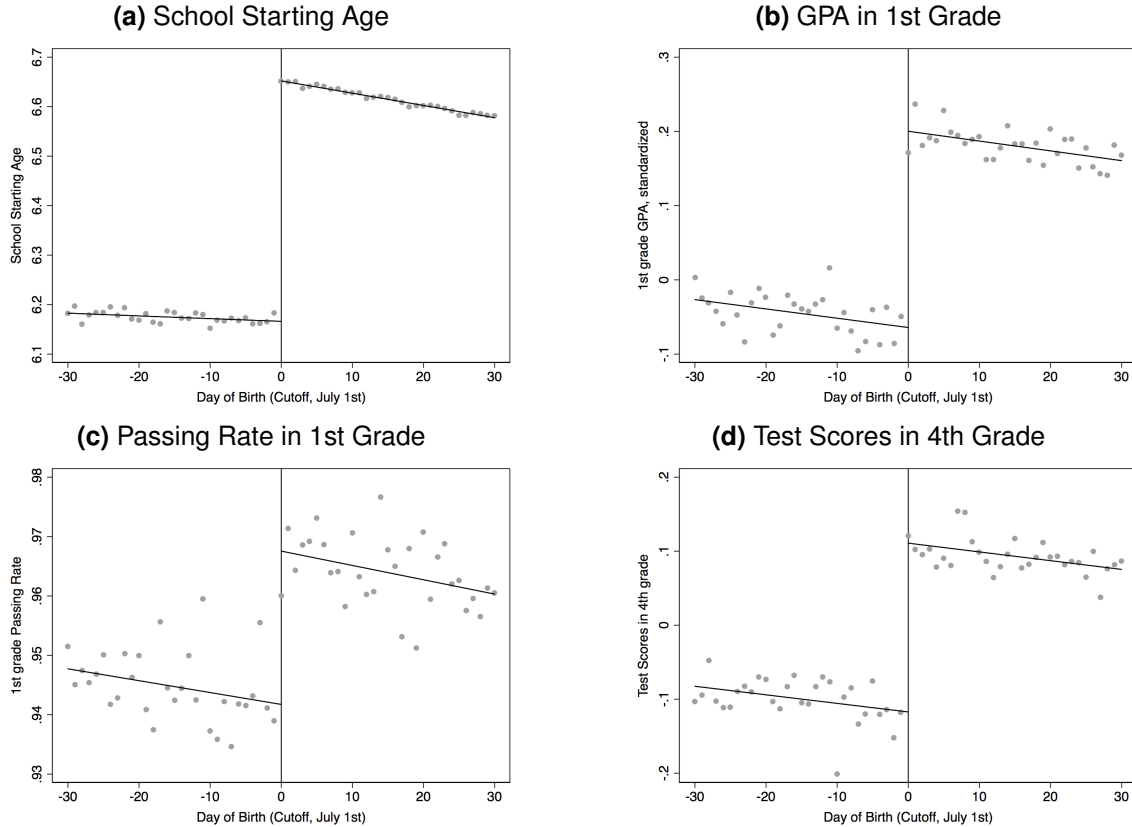 (a) School Starting Age
School Starting Age
6.7
6.6
6.5
6.4
6.3
6.2
6.1
-30 -20 -10 0 10 20 30
Day of Birth (Cutoff, July 1st)
(b) GPA in 1st Grade
1st grade GPA, standardized
.3
.2
.1
0
-.1
-30 -20 -10 0 10 20 30
Day of Birth (Cutoff, July 1st)
(c) Passing Rate in 1st Grade
1st grade Passing Rate
.98
.97
.96
.95
.94
.93
-30 -20 -10 0 10 20 30
Day of Birth (Cutoff, July 1st)
(d) Test Scores in 4th Grade
Test Scores in 4th grade
.2
.1
0
-.1
-.2
-30 -20 -10 0 10 20 30
Day of Birth (Cutoff, July 1st)